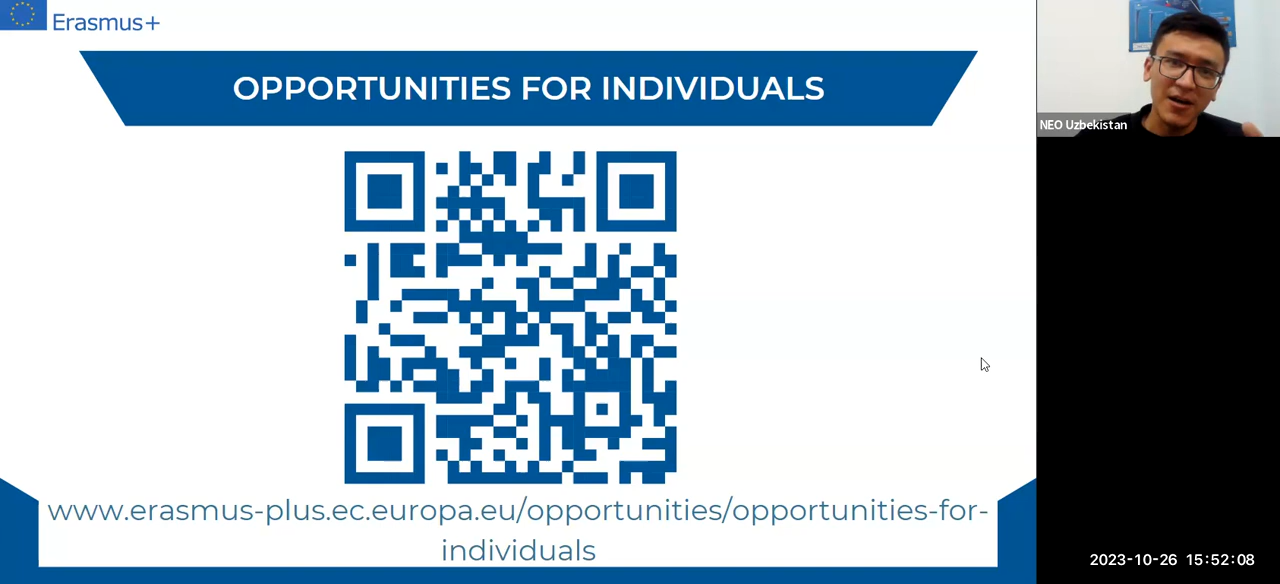 Erasmus+
OPPORTUNITIES FOR INDIVIDUALS
NEO Uzbekistan
www.erasmus-plus.ec.europa.eu/opportunities/opportunities-for-
individuals
2023-10-26 15:52:08